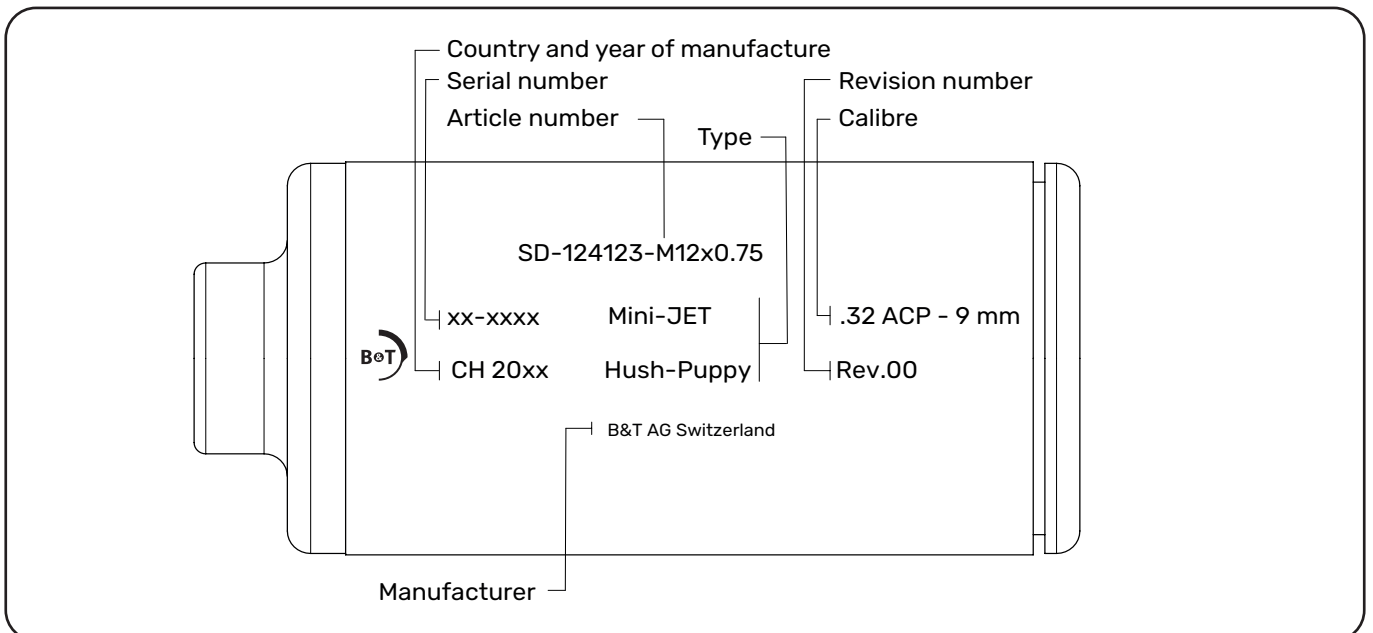 Country and year of manufacture
Serial number
Revision number
Article number
Calibre
Type
SD-124123-M12x0.75
xx-xxxx
Mini-JET
.32 ACP - 9 mm
B&T
CH 20xx
Hush-Puppy
Rev.00
B&T AG Switzerland
Manufacturer